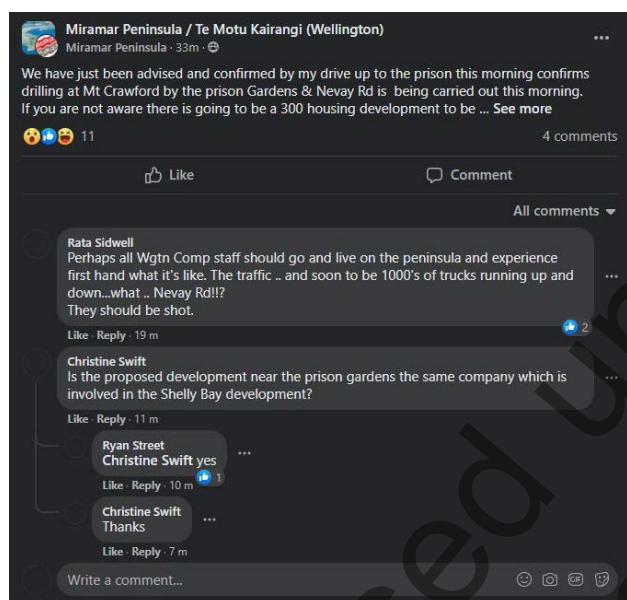 Miramar Peninsula / Te Motu Kairangi (Wellington)
Miramar Peninsula · 33m ·
We have just been advised and confirmed by my drive up to the prison this morning confirms
drilling at Mt Crawford by the prison Gardens & Nevay Rd is being carried out this morning.
If you are not aware there is going to be a 300 housing development to be ... See more
11
4 comments
Like
Comment
All comments
Rata Sidwell
Perhaps all Wgtn Comp staff should go and live on the peninsula and experience
first hand what it's like. The traffic .. and soon to be 1000's of trucks running up and
down...what .. Nevay Rd!!?
They should be shot.
2
Like · Reply · 19 m
Christine Swift
Is the proposed development near the prison gardens the same company which is
involved in the Shelly Bay development?
Like · Reply · 11 m
Ryan Street
Christine Swift yes
1
Like · Reply · 10 m
Christine Swift
Thanks
Like · Reply · 7 m
Write a comment...
GIF